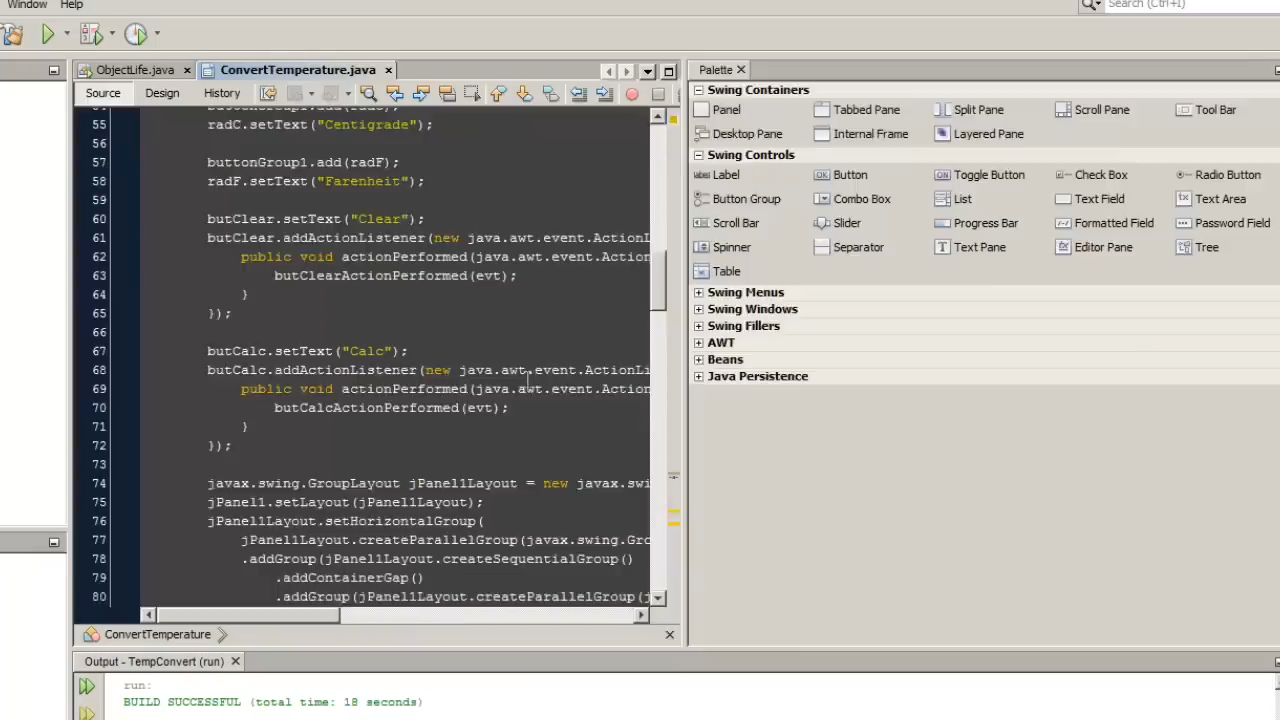 Window Help
Search (Ctrl+I)
ObjectLife.java ConvertTemperature.java
Palette
Source Design History
Swing Containers
Panel Tabbed Pane Split Pane Scroll Pane Tool Bar
Desktop Pane Internal Frame Layered Pane
Swing Controls
Label Button Toggle Button Check Box Radio Button
Button Group Combo Box List Text Field Text Area
Scroll Bar Slider Progress Bar Formatted Field Password Field
Spinner Separator Text Pane Editor Pane Tree
Table
Swing Menus
Swing Windows
Swing Fillers
AWT
Beans
Java Persistence
55 radC.setText("Centigrade");
56
57 buttonGroup1.add(radF);
58 radF.setText("Farenheit");
59
60 butClear.setText("Clear");
61 butClear.addActionListener(new java.awt.event.ActionL
62 public void actionPerformed(java.awt.event.Action
63 butClearActionPerformed(evt);
64 }
65 });
66
67 butCalc.setText("Calc");
68 butCalc.addActionListener(new java.awt.event.ActionLi
69 public void actionPerformed(java.awt.event.Action
70 butCalcActionPerformed(evt);
71 }
72 });
73
74 javax.swing.GroupLayout jPanel1Layout = new javax.swi
75 jPanel1.setLayout(jPanel1Layout);
76 jPanel1Layout.setHorizontalGroup(
77 jPanel1Layout.createParallelGroup(javax.swing.Gro
78 .addGroup(jPanel1Layout.createSequentialGroup()
79 .addContainerGap()
80 .addGroup(jPanel1Layout.createParallelGroup(j
ConvertTemperature
Output - TempConvert (run)
run:
BUILD SUCCESSFUL (total time: 18 seconds)